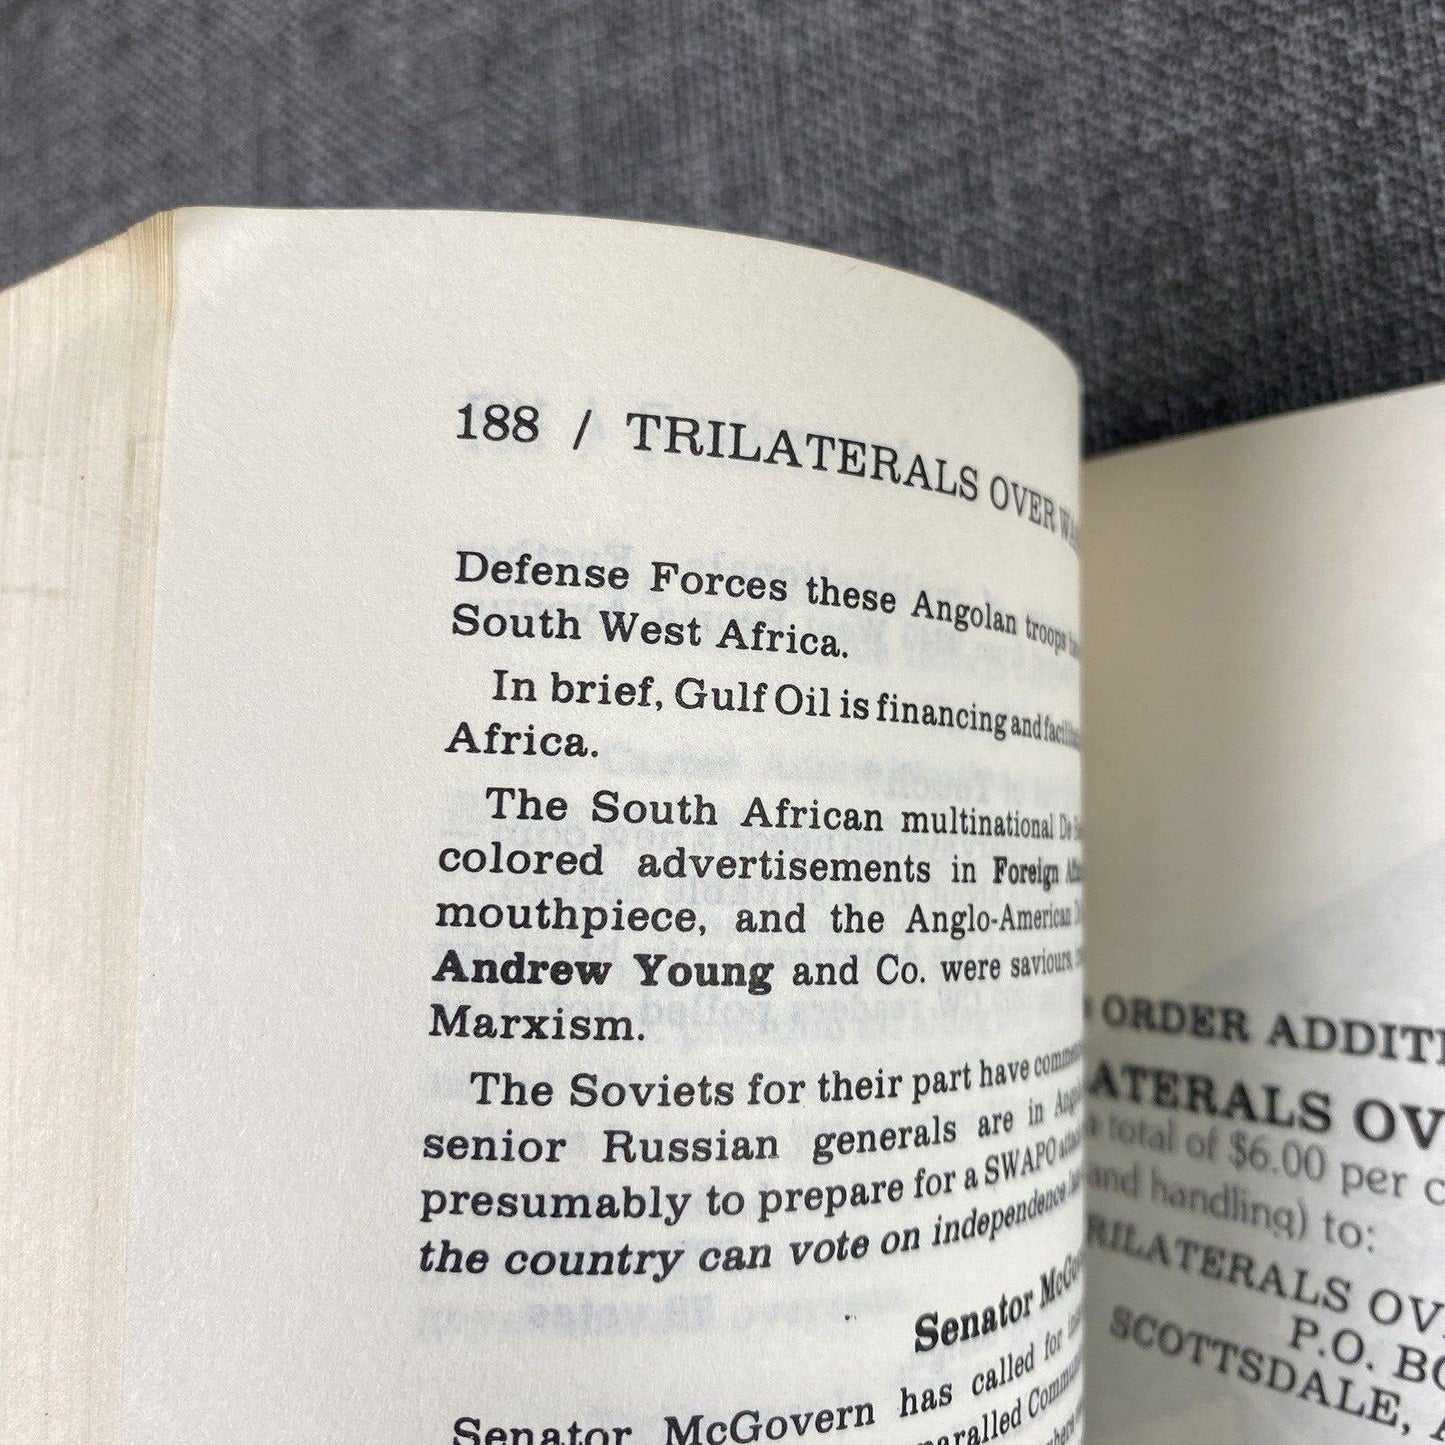 188 / TRILATERALS OVER
Defense Forces these Angolan troops
South West Africa.
In brief, Gulf Oil is financing and
Africa.
The South African multinational De
colored advertisements in Foreign
mouthpiece, and the Anglo-American
Andrew Young and Co. were saviours,
Marxism.
The Soviets for their part have
senior Russian generals are in
presumably to prepare for a SWAPO
the country can vote on independence
Senator
Senator McGovern has called for
ORDER
OV
total of $6.00 per
and handling) to:
OV
P.O.
SCOTTSDALE,